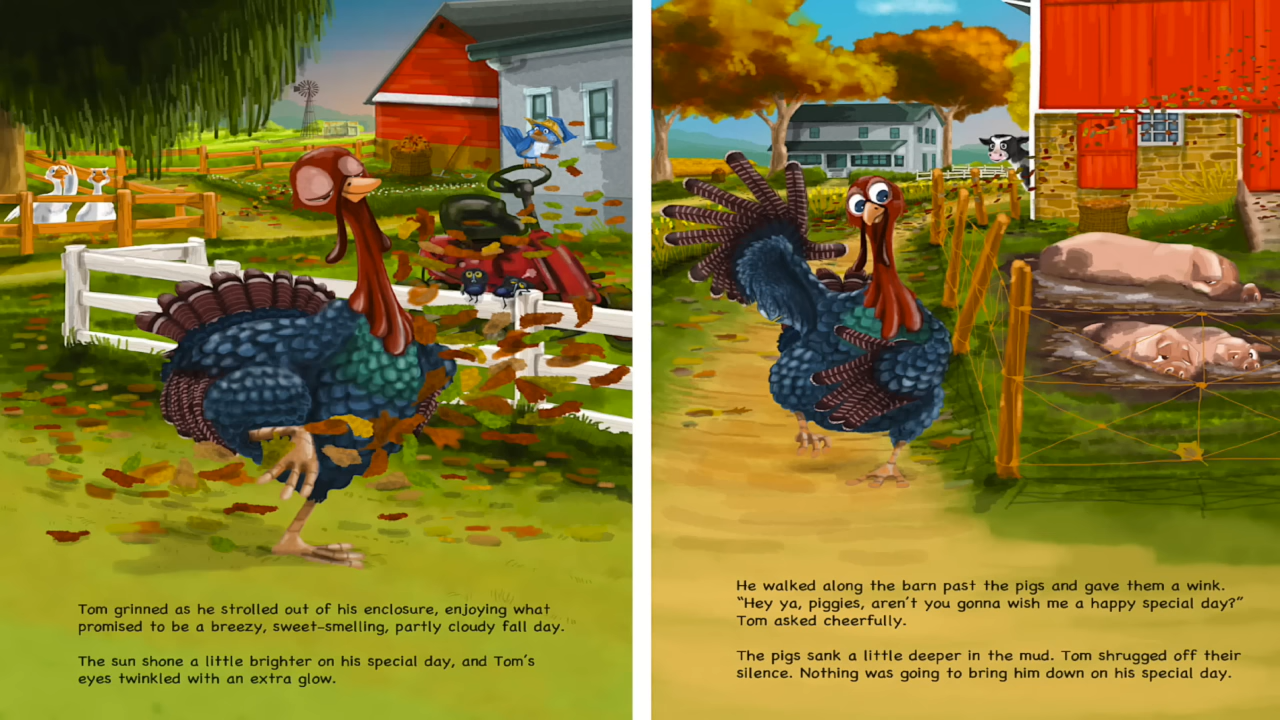 Tom grinned as he strolled out of his enclosure, enjoying what
promised to be a breezy, sweet-smelling, partly cloudy fall day.
The sun shone a little brighter on his special day, and Tom's
eyes twinkled with an extra glow.
He walked along the barn past the pigs and gave them a wink.
“Hey ya, piggies, aren't you gonna wish me a happy special day?”
Tom asked cheerfully.
The pigs sank a little deeper in the mud. Tom shrugged off their
silence. Nothing was going to bring him down on his special day.